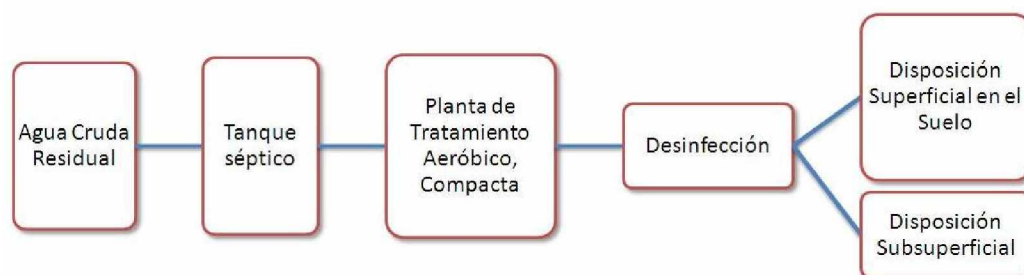 Agua Cruda
Residual
Tanque
séptico
Planta de
Tratamiento
Aeróbico,
Compacta
Desinfección
Disposición
Superficial en el
Suelo
Disposición
Subsuperficial